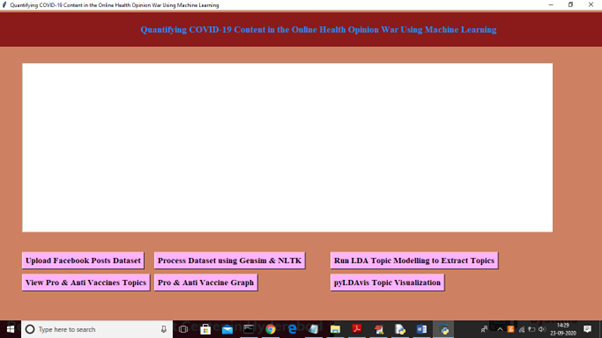 Quantifying COVID-19 Content in the Online Health Opinion War Using Machine Learning
Quantifying COVID-19 Content in the Online Health Opinion War Using Machine Learning
Upload Facebook Posts Dataset
Process Dataset using Gensim & NLTK
Run LDA Topic Modelling to Extract Topics
View Pro & Anti Vaccines Topics
Pro & Anti Vaccine Graph
pyLDAvis Topic Visualization
Type here to search
14:29
23-09-2020